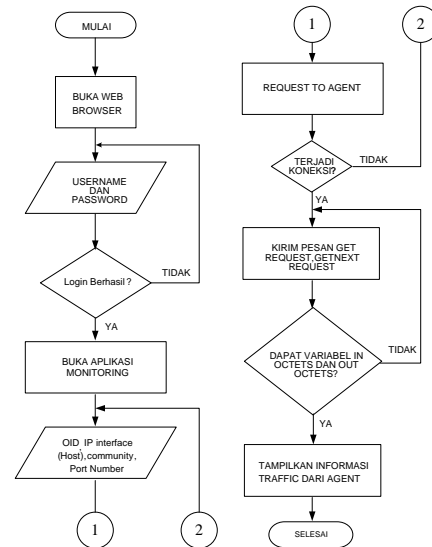 MULAI
BUKA WEB
BROWSER
USERNAME
DAN
PASSWORD
Login Berhasil ?
TIDAK
YA
BUKA APLIKASI
MONITORING
OID, IP interface
(Host), community,
Port Number
1
2
1
2
REQUEST TO AGENT
TERJADI
KONEKSI?
TIDAK
YA
KIRIM PESAN GET
REQUEST,GETNEXT
REQUEST
DAPAT VARIABEL IN
OCTETS DAN OUT
OCTETS?
TIDAK
YA
TAMPILKAN INFORMASI
TRAFFIC DARI AGENT
SELESAI